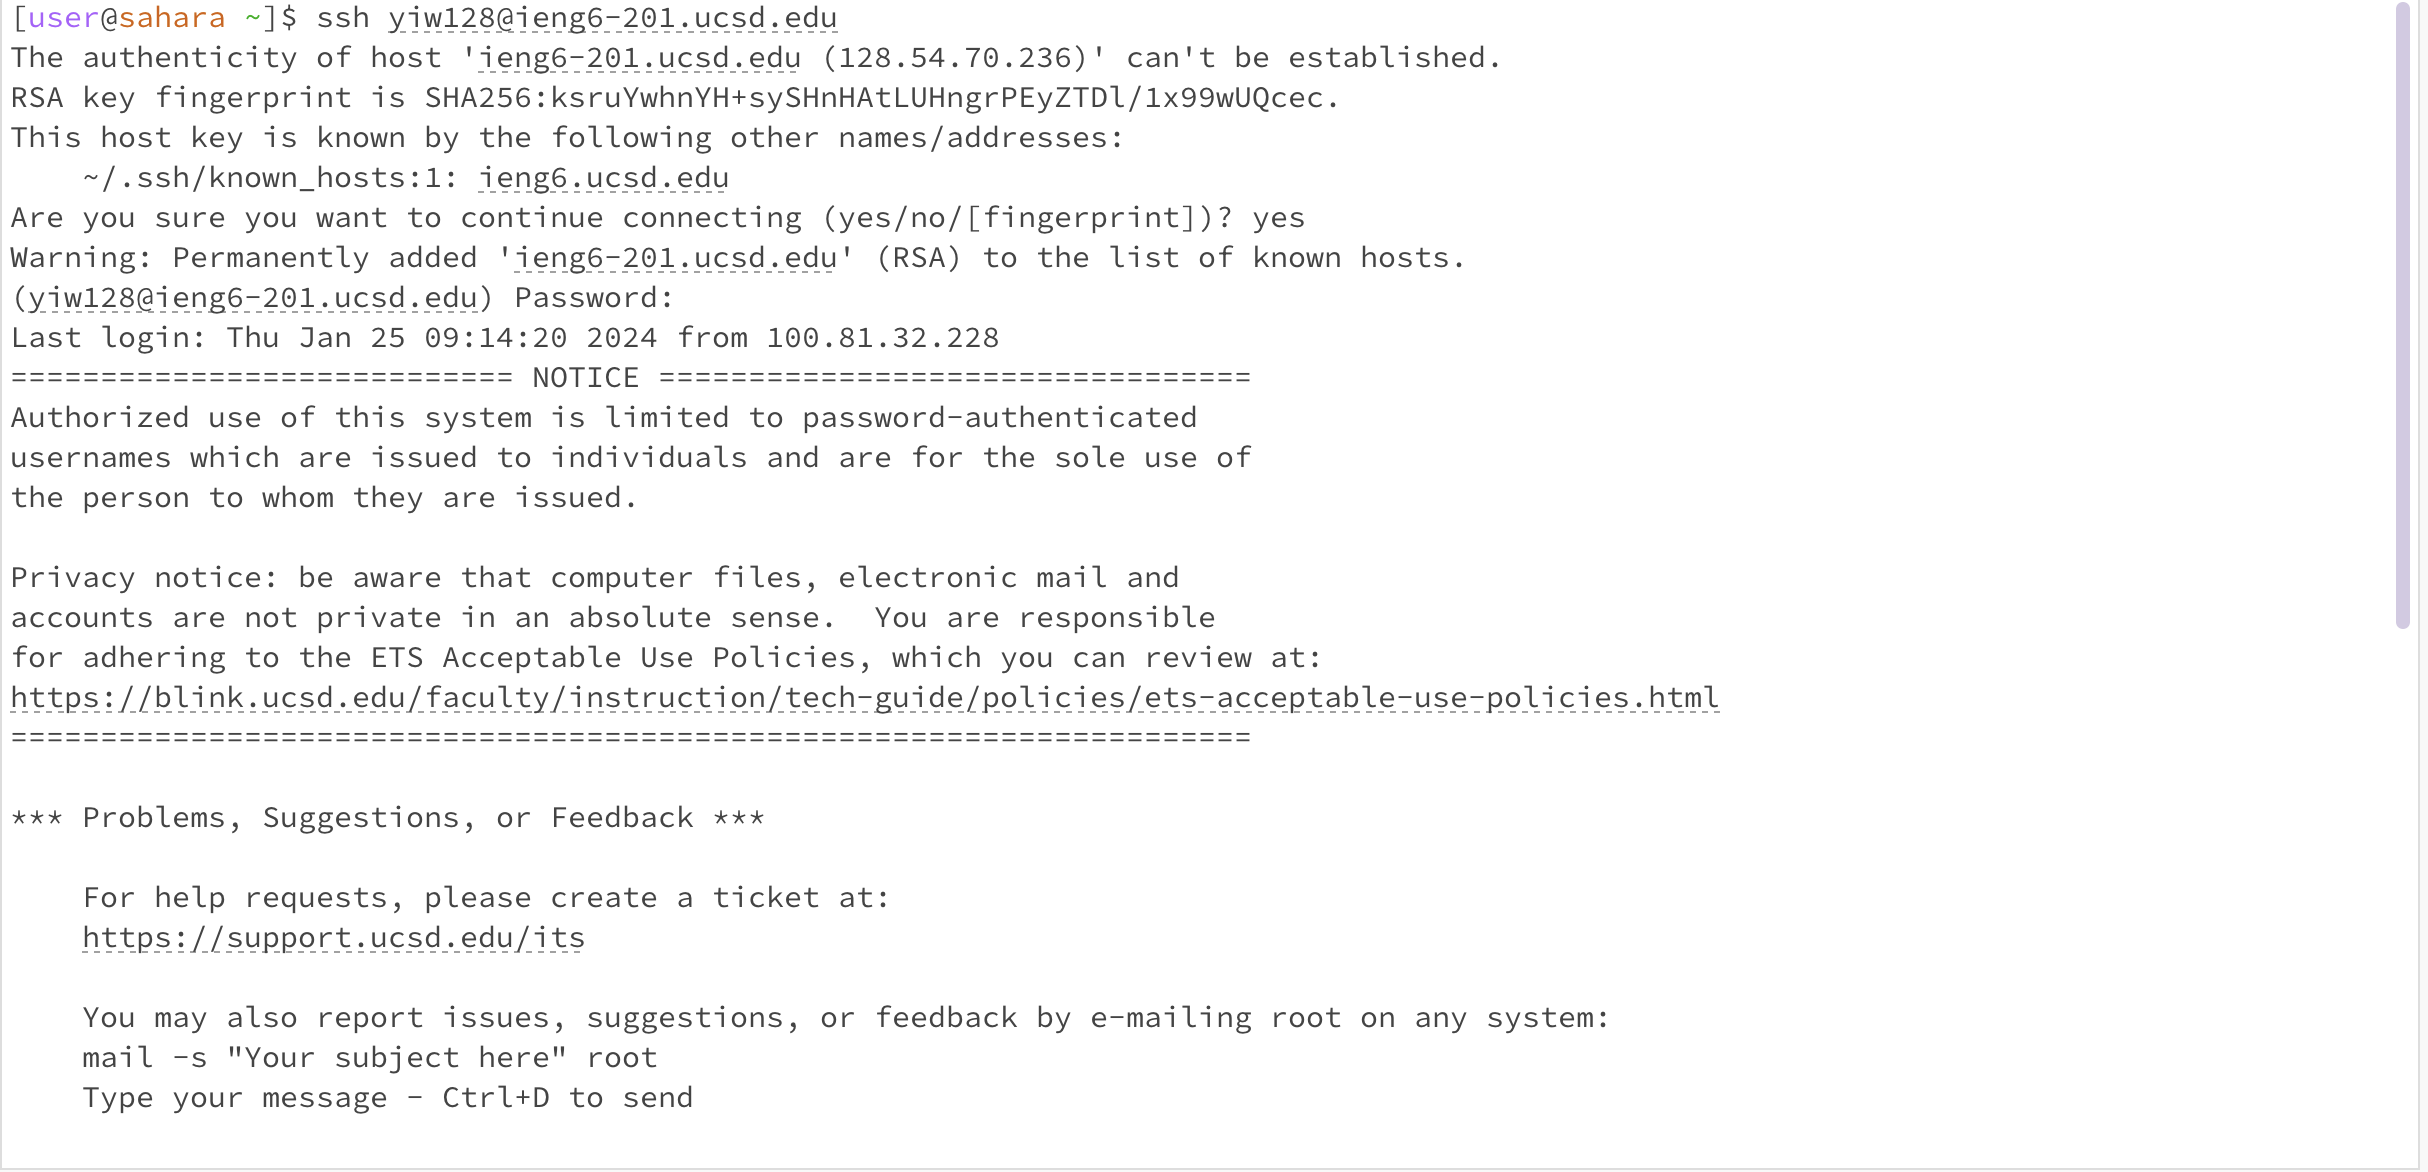 [user@sahara ~]$ ssh yiw128@ieng6-201.ucsd.edu
The authenticity of host 'ieng6-201.ucsd.edu (128.54.70.236)' can't be established.
RSA key fingerprint is SHA256:ksruYwhnYH+sySHnHAtLUHngrPEyZTDl/1x99wUQcec.
This host key is known by the following other names/addresses:
    ~/.ssh/known_hosts:1: ieng6.ucsd.edu
Are you sure you want to continue connecting (yes/no/[fingerprint])? yes
Warning: Permanently added 'ieng6-201.ucsd.edu' (RSA) to the list of known hosts.
(yiw128@ieng6-201.ucsd.edu) Password:
Last login: Thu Jan 25 09:14:20 2024 from 100.81.32.228
============================ NOTICE =================================
Authorized use of this system is limited to password-authenticated
usernames which are issued to individuals and are for the sole use of
the person to whom they are issued.

Privacy notice: be aware that computer files, electronic mail and
accounts are not private in an absolute sense.  You are responsible
for adhering to the ETS Acceptable Use Policies, which you can review at:
https://blink.ucsd.edu/faculty/instruction/tech-guide/policies/ets-acceptable-use-policies.html
=====================================================================

*** Problems, Suggestions, or Feedback ***

    For help requests, please create a ticket at:
    https://support.ucsd.edu/its

    You may also report issues, suggestions, or feedback by e-mailing root on any system:
    mail -s "Your subject here" root
    Type your message - Ctrl+D to send